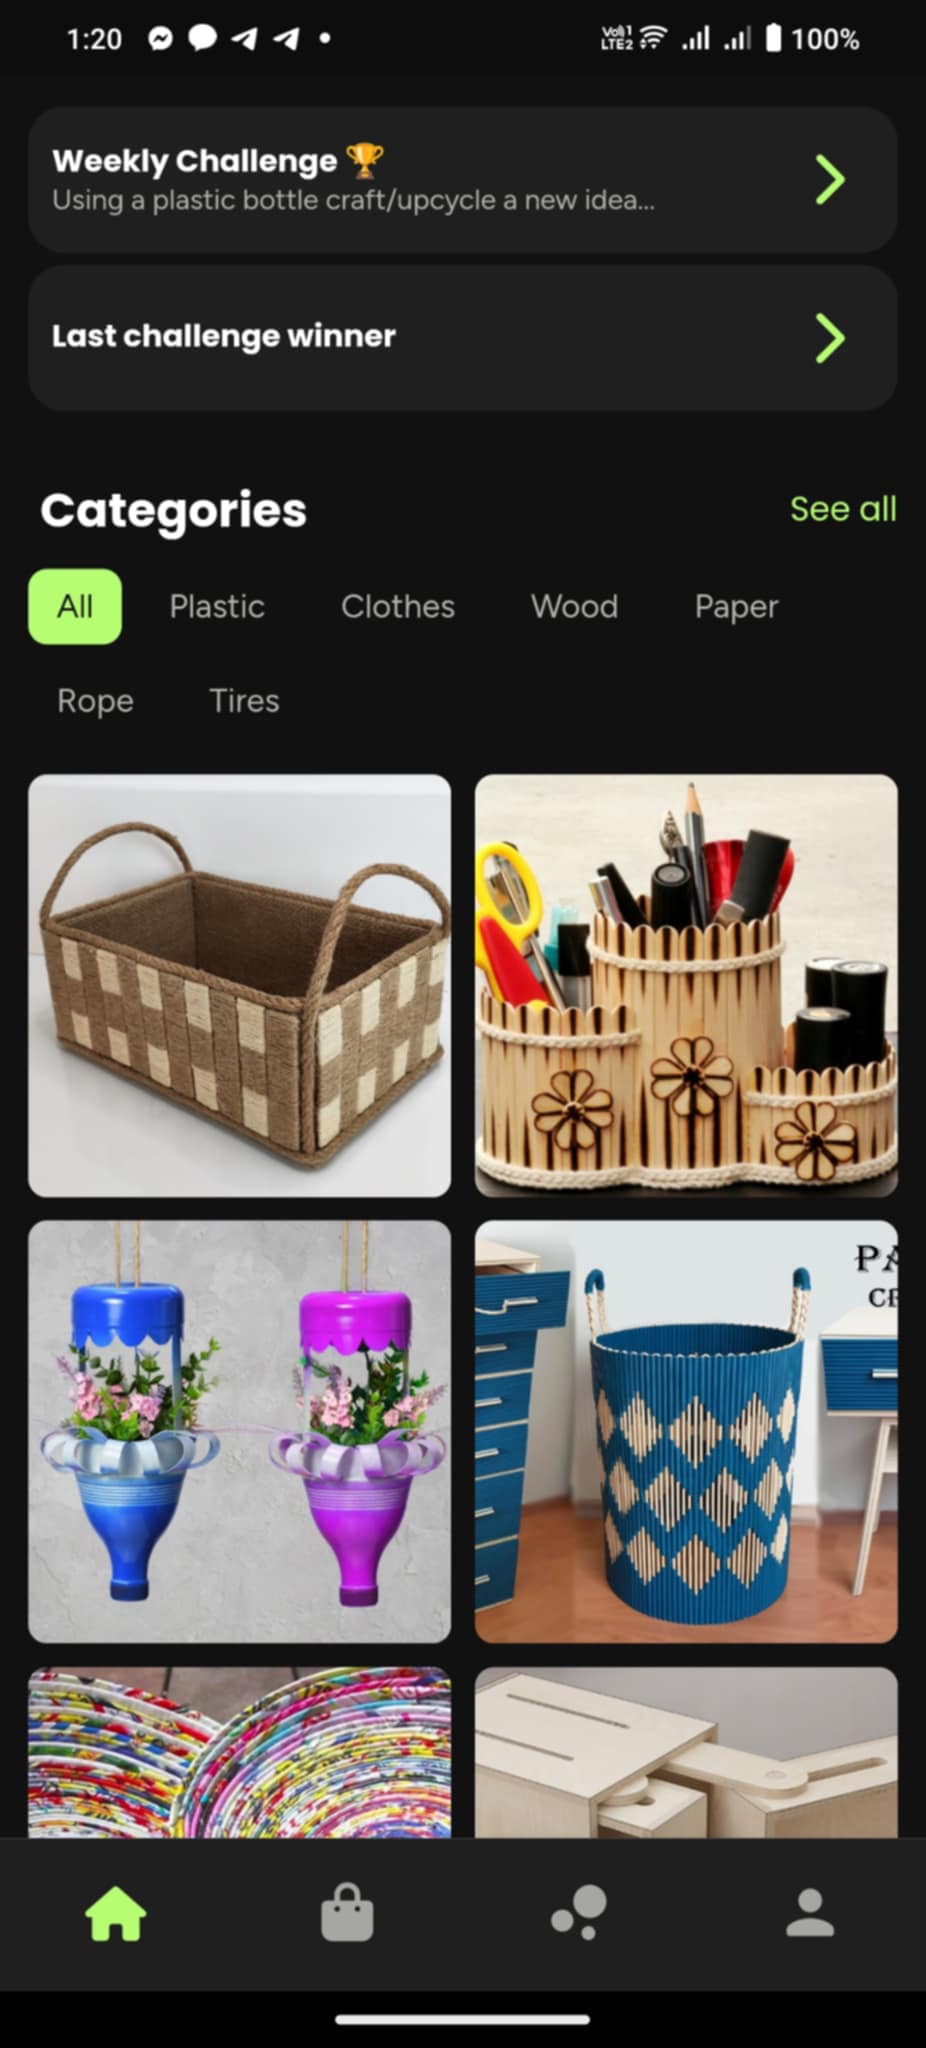 1:20
Vo)) 1
LTE2
100%
Weekly Challenge 🏆
Using a plastic bottle craft/upcycle a new idea...
Last challenge winner
Categories
See all
All
Plastic
Clothes
Wood
Paper
Rope
Tires
PA